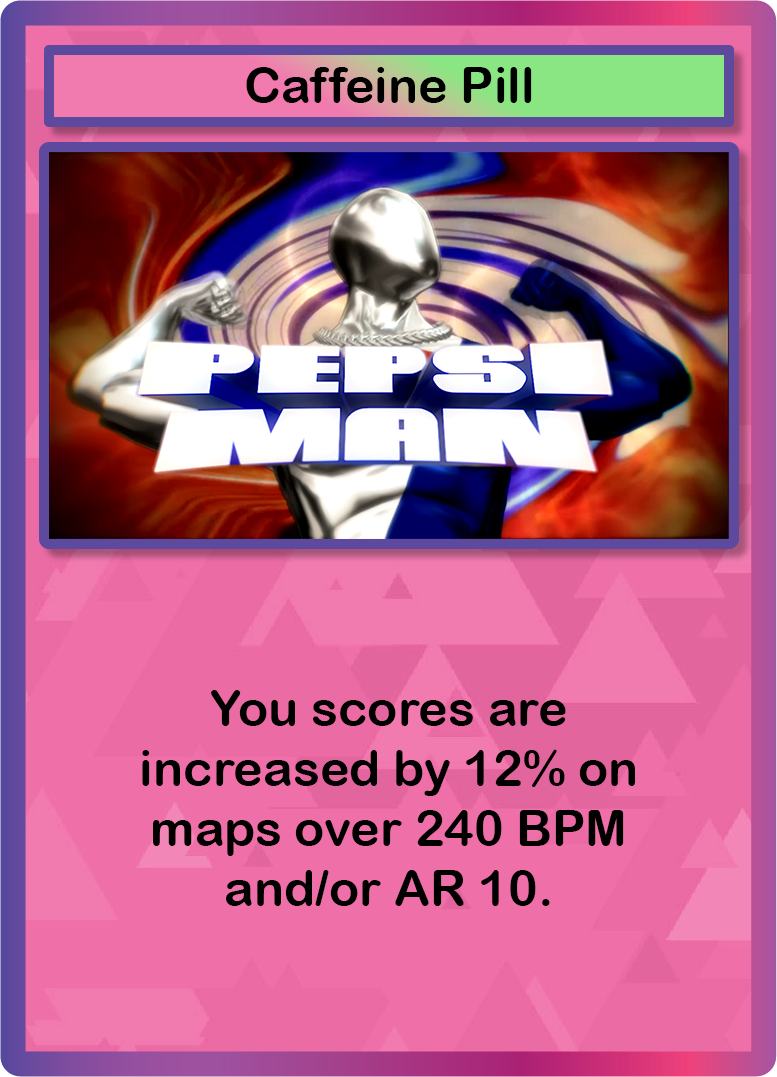 Caffeine Pill
PEPSI
MAN
You scores are
increased by 12% on
maps over 240 BPM
and/or AR 10.